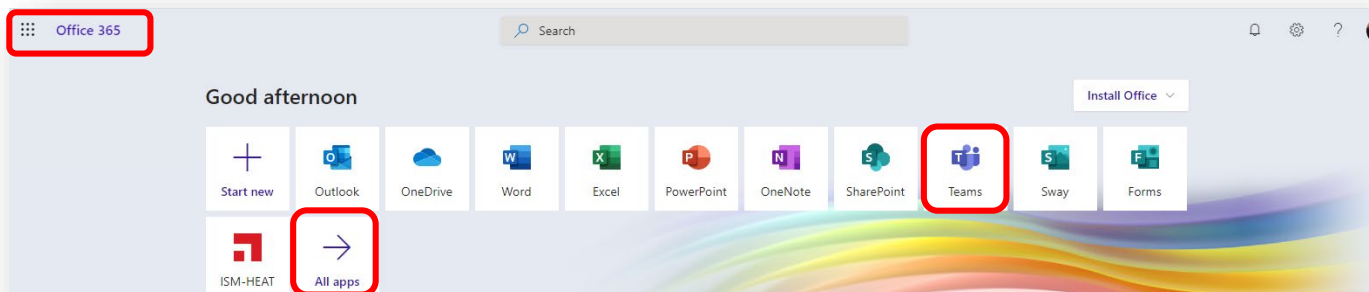 Office 365
Search
?
Good afternoon
Install Office
Start new
O
Outlook
OneDrive
W
Word
X
Excel
P
PowerPoint
N
OneNote
S
SharePoint
T
Teams
S
Sway
F
Forms
ISM-HEAT
All apps